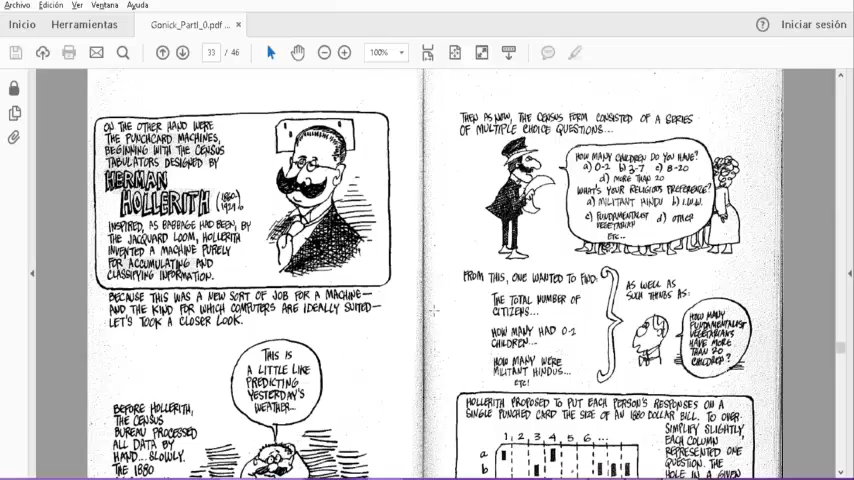 Archivo Edición Ver Ventana Ayuda
Inicio Herramientas Gonick_PartI_0.pdf ... ×
Iniciar sesión
33 / 46
100%
ON THE OTHER HAND WERE
THE PUNCHCARD MACHINES,
BEGINNING WITH THE CENSUS
TABULATORS DESIGNED BY
HERMAN
HOLLERITH (1860-
1929).
INSPIRED, AS BABBAGE HAD BEEN, BY
THE JACQUARD LOOM, HOLLERITH
INVENTED A MACHINE PURELY
FOR ACCUMULATING AND
CLASSIFYING INFORMATION.
BECAUSE THIS WAS A NEW SORT OF JOB FOR A MACHINE—
AND THE KIND FOR WHICH COMPUTERS ARE IDEALLY SUITED—
LET'S TOOK A CLOSER LOOK.
THIS IS
A LITTLE LIKE
PREDICTING
YESTERDAY'S
WEATHER...
BEFORE HOLLERITH,
THE CENSUS
BUREAU PROCESSED
ALL DATA BY
HAND... SLOWLY.
THE 1880
THEN AS NOW, THE CENSUS FORM CONSISTED OF A SERIES
OF MULTIPLE CHOICE QUESTIONS...
HOW MANY CHILDREN DO YOU HAVE?
a) 0-2 b) 3-7 c) 8-20
d) MORE THAN 20
WHAT'S YOUR RELIGIOUS PREFERENCE?
a) MILITANT HINDU b) I.W.W.
c) FUNDAMENTALIST
VEGETARIAN d) OTHER
ETC...
FROM THIS, ONE WANTED TO FIND:
THE TOTAL NUMBER OF
CITIZENS...
HOW MANY HAD 0-2
CHILDREN...
HOW MANY WERE
MILITANT HINDUS...
ETC!
AS WELL AS
SUCH THINGS AS:
HOW MANY
FUNDAMENTALIST
VEGETARIANS
HAVE MORE
THAN 20
CHILDREN?
HOLLERITH PROPOSED TO PUT EACH PERSON'S RESPONSES ON A
SINGLE PUNCHED CARD THE SIZE OF AN 1880 DOLLAR BILL. TO OVER-
SIMPLIFY SLIGHTLY,
EACH COLUMN
REPRESENTED ONE
QUESTION. THE
HOLE IN A GIVEN
1 2 3 4 5 6 ...
a
b